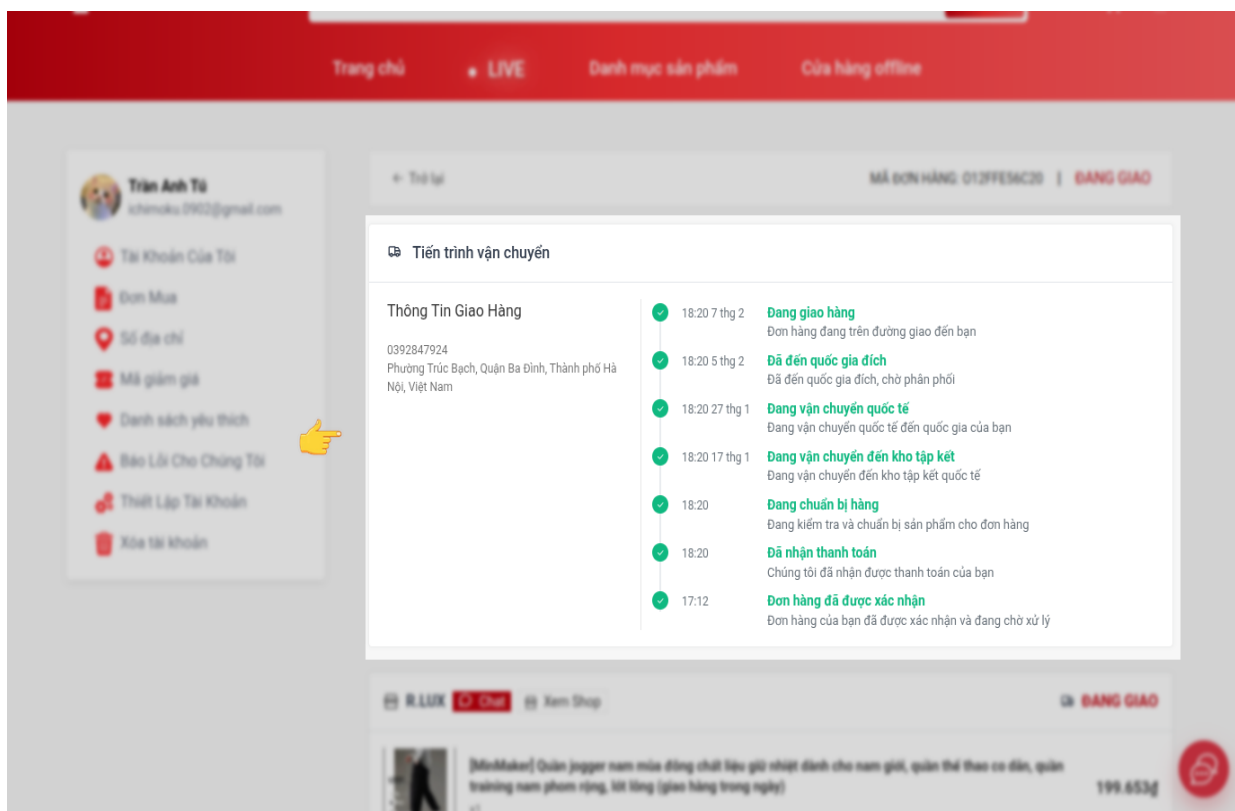 Trang chủ
LIVE
Danh mục sản phẩm
Cửa hàng offline
Trần Anh Tú
ichimoku.0902@gmail.com
Tài Khoản Của Tôi
Đơn Mua
Sổ địa chỉ
Mã giảm giá
Danh sách yêu thích
Báo Lỗi Cho Chúng Tôi
Thiết Lập Tài Khoản
Xóa tài khoản
← Trở lại
MÃ ĐƠN HÀNG: O12FFE56C20 | ĐANG GIAO
Tiến trình vận chuyển
Thông Tin Giao Hàng
0392847924
Phường Trúc Bạch, Quận Ba Đình, Thành phố Hà
Nội, Việt Nam
18:20 7 thg 2 Đang giao hàng
Đơn hàng đang trên đường giao đến bạn
18:20 5 thg 2 Đã đến quốc gia đích
Đã đến quốc gia đích, chờ phân phối
18:20 27 thg 1 Đang vận chuyển quốc tế
Đang vận chuyển quốc tế đến quốc gia của bạn
18:20 17 thg 1 Đang vận chuyển đến kho tập kết
Đang vận chuyển đến kho tập kết quốc tế
18:20 Đang chuẩn bị hàng
Đang kiểm tra và chuẩn bị sản phẩm cho đơn hàng
18:20 Đã nhận thanh toán
Chúng tôi đã nhận được thanh toán của bạn
17:12 Đơn hàng đã được xác nhận
Đơn hàng của bạn đã được xác nhận và đang chờ xử lý
R.LUX Chat Xem Shop
ĐANG GIAO
[MinMaker] Quần jogger nam mùa đông chất liệu giữ nhiệt dành cho nam giới, quần thể thao co dãn, quần
training nam phom rộng, lót lông (giao hàng trong ngày)
199.653₫